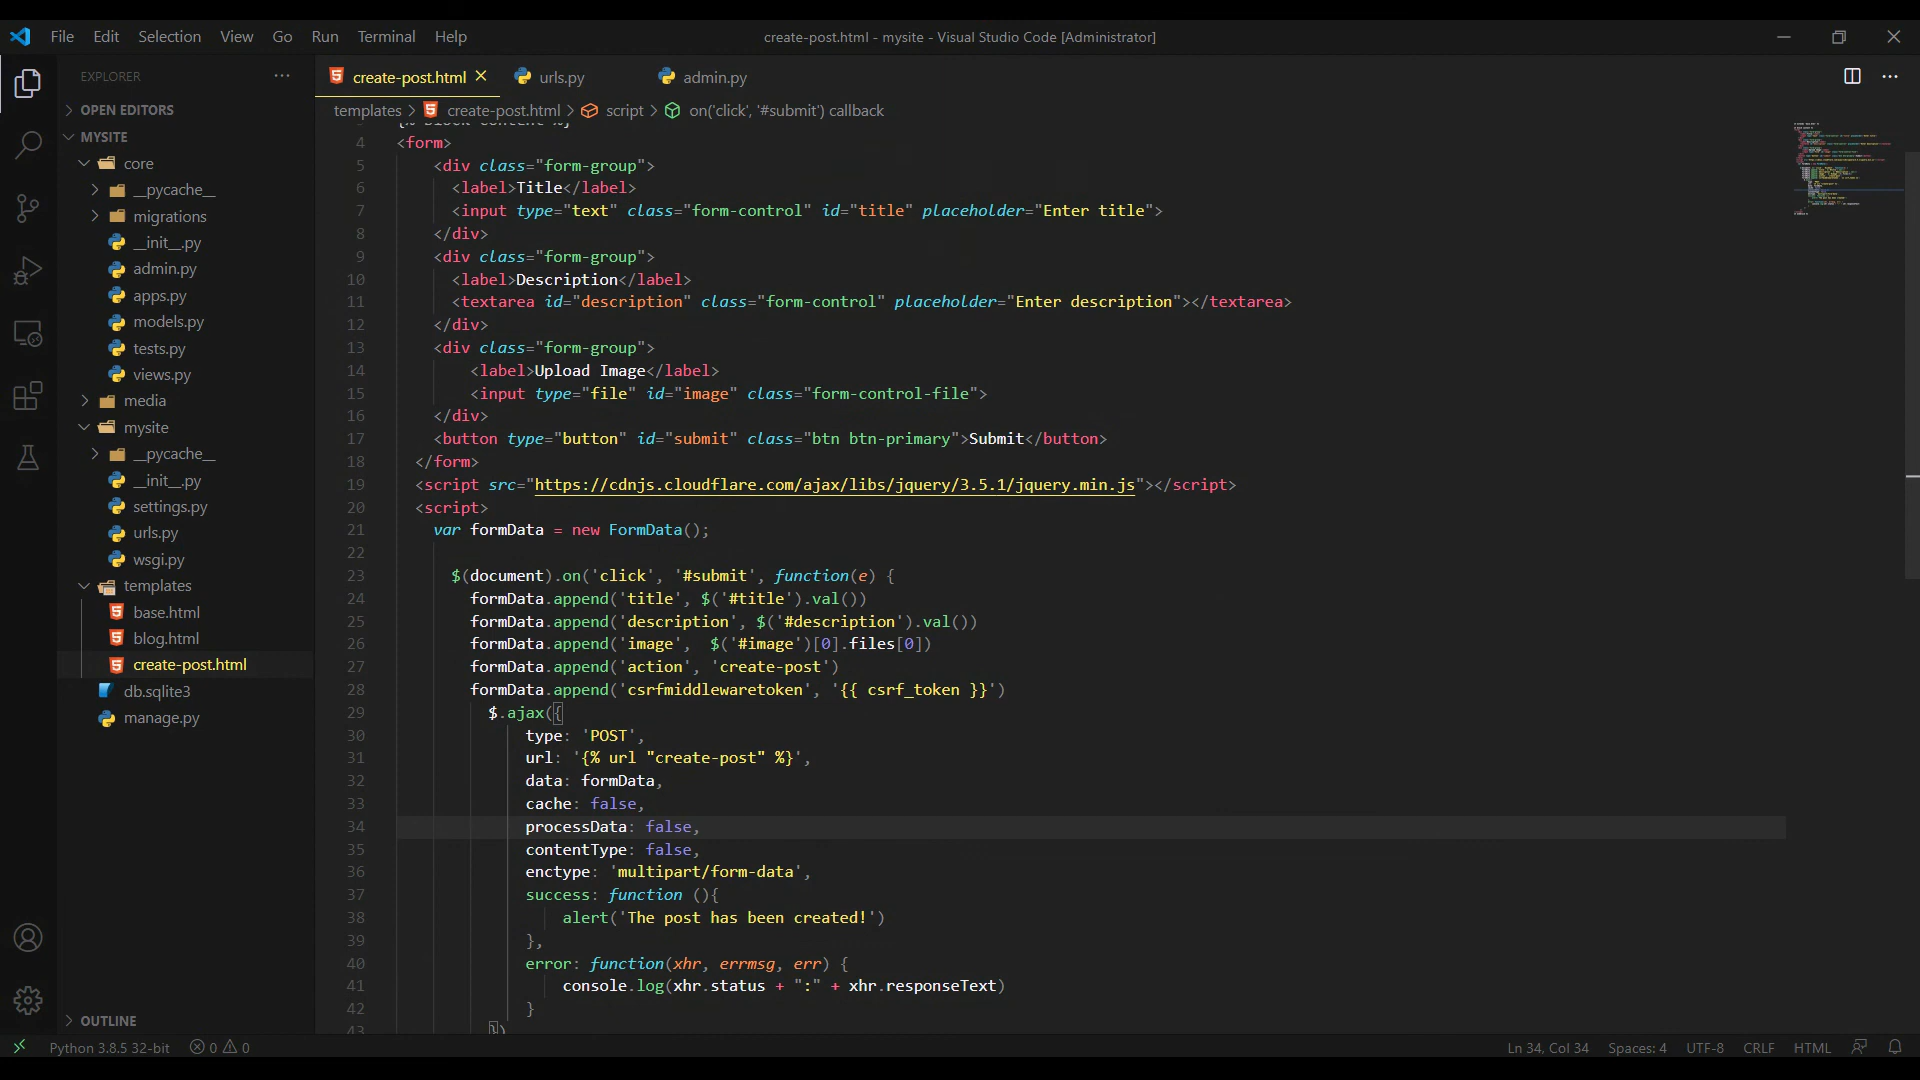 File Edit Selection View Go Run Terminal Help
create-post.html - mysite - Visual Studio Code [Administrator]
EXPLORER
OPEN EDITORS
MYSITE
core
__pycache__
migrations
__init__.py
admin.py
apps.py
models.py
tests.py
views.py
media
mysite
__pycache__
__init__.py
settings.py
urls.py
wsgi.py
templates
base.html
blog.html
create-post.html
db.sqlite3
manage.py
OUTLINE
create-post.html urls.py admin.py
templates > create-post.html > script > on('click', '#submit') callback
{% block content %}
4 <form>
5 <div class="form-group">
6 <label>Title</label>
7 <input type="text" class="form-control" id="title" placeholder="Enter title">
8 </div>
9 <div class="form-group">
10 <label>Description</label>
11 <textarea id="description" class="form-control" placeholder="Enter description"></textarea>
12 </div>
13 <div class="form-group">
14 <label>Upload Image</label>
15 <input type="file" id="image" class="form-control-file">
16 </div>
17 <button type="button" id="submit" class="btn btn-primary">Submit</button>
18 </form>
19 <script src="https://cdnjs.cloudflare.com/ajax/libs/jquery/3.5.1/jquery.min.js"></script>
20 <script>
21 var formData = new FormData();
22
23 $(document).on('click', '#submit', function(e) {
24 formData.append('title', $('#title').val())
25 formData.append('description', $('#description').val())
26 formData.append('image', $('#image')[0].files[0])
27 formData.append('action', 'create-post')
28 formData.append('csrfmiddlewaretoken', '{{ csrf_token }}')
29 $.ajax({
30 type: 'POST',
31 url: '{% url "create-post" %}',
32 data: formData,
33 cache: false,
34 processData: false,
35 contentType: false,
36 enctype: 'multipart/form-data',
37 success: function (){
38 alert('The post has been created!')
39 },
40 error: function(xhr, errmsg, err) {
41 console.log(xhr.status + ":" + xhr.responseText)
42 }
43 })
Python 3.8.5 32-bit 0 0 Ln 34, Col 34 Spaces: 4 UTF-8 CRLF HTML